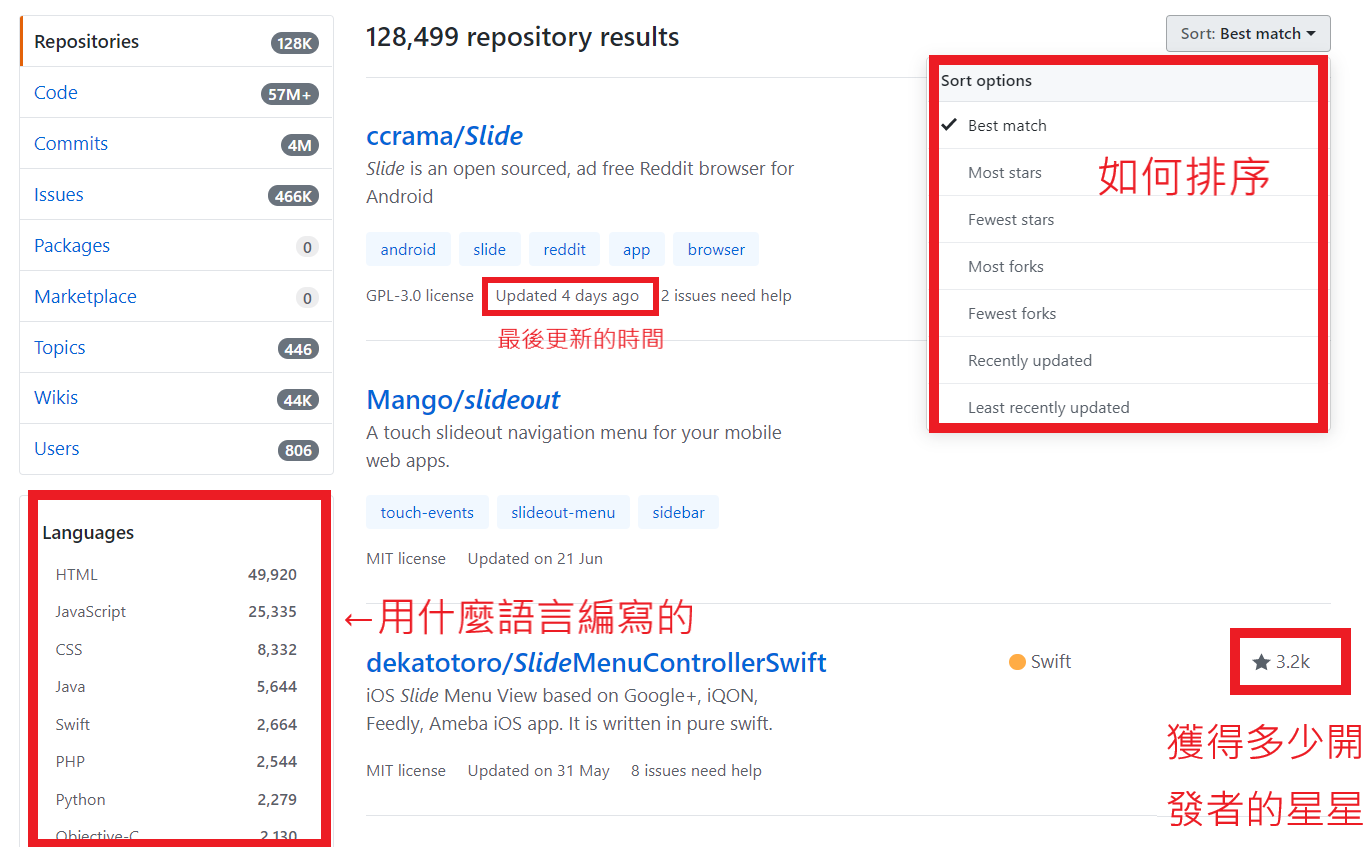 Repositories 128K
Code 57M+
Commits 4M
Issues 466K
Packages 0
Marketplace 0
Topics 446
Wikis 44K
Users 806
Languages
HTML 49,920
JavaScript 25,335
CSS 8,332
Java 5,644
Swift 2,664
PHP 2,544
Python 2,279
Objective-C 2,130
128,499 repository results
Sort: Best match
Sort options
Best match
Most stars
Fewest stars
Most forks
Fewest forks
Recently updated
Least recently updated
如何排序
ccrama/Slide
Slide is an open sourced, ad free Reddit browser for
Android
android slide reddit app browser
GPL-3.0 license Updated 4 days ago 2 issues need help
最後更新的時間
Mango/slideout
A touch slideout navigation menu for your mobile
web apps.
touch-events slideout-menu sidebar
MIT license Updated on 21 Jun
←用什麼語言編寫的
dekatotoro/SlideMenuControllerSwift
Swift
3.2k
iOS Slide Menu View based on Google+, iQON,
Feedly, Ameba iOS app. It is written in pure swift.
MIT license Updated on 31 May 8 issues need help
獲得多少開
發者的星星